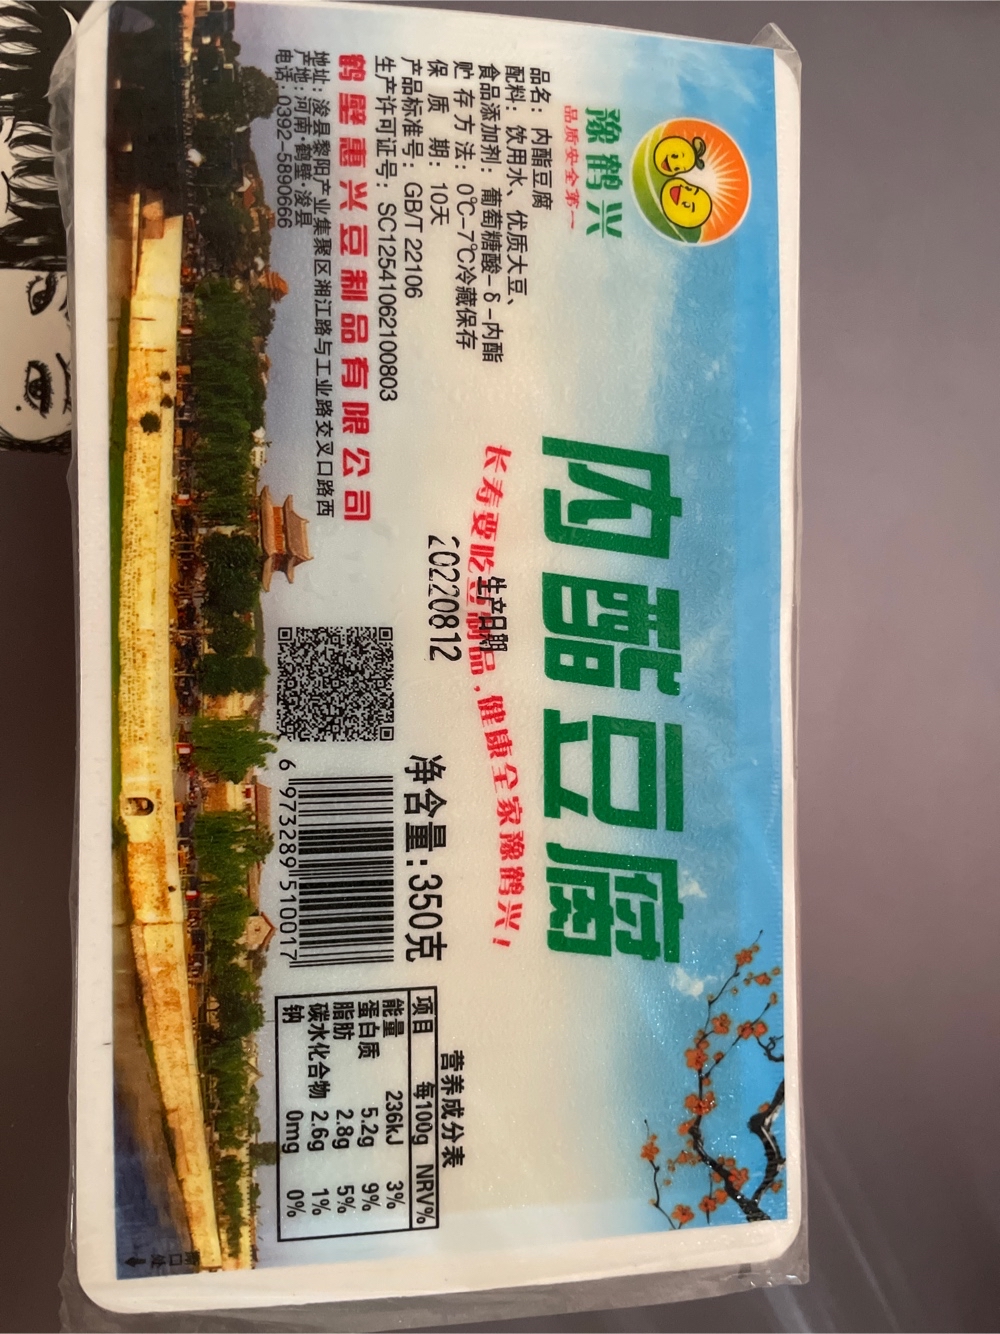 豫鹤兴
品质安全第一
品名：内酯豆腐
配料：饮用水、优质大豆、
食品添加剂：葡萄糖酸-δ-内酯
贮存方法：0℃-7℃冷藏保存
保质期：10天
产品标准号：GB/T 22106
生产许可证号：SC12541062100803
鹤壁惠兴豆制品有限公司
地址：浚县黎阳产业集聚区湘江路与工业路交叉口路西
产地：河南·鹤壁·浚县
电话：0392-5890666
内酯豆腐
长寿要吃豆制品，健康全家豫鹤兴！
生产日期
20220812
净含量：350克
6 973289 510017
营养成分表
项目 每100g NRV%
能量 236kJ 3%
蛋白质 5.2g 9%
脂肪 2.8g 5%
碳水化合物 2.6g 1%
钠 0mg 0%